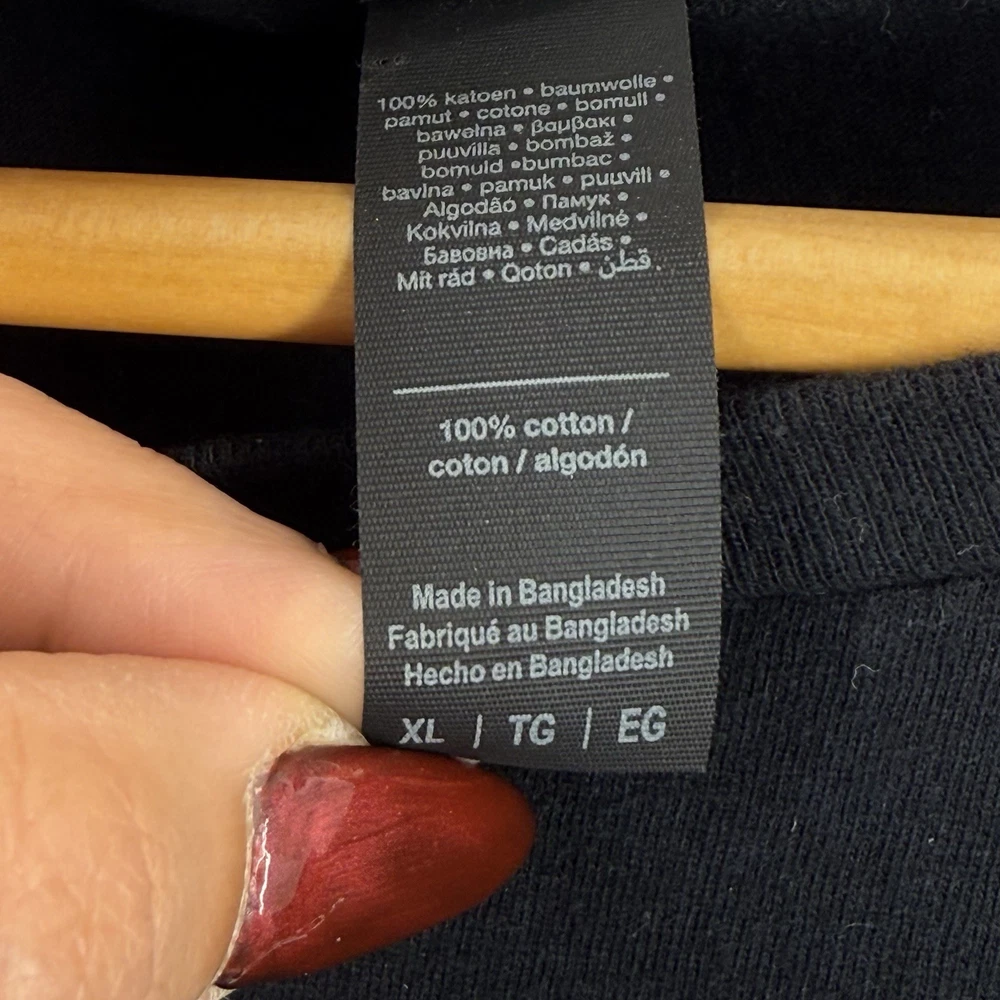 100% katoen • baumwolle •
pamut • cotone • bomull •
bawełna • βαμβακι •
puuvilla • bombaž •
bomuld •bumbac •
bavlna • pamuk • puuvill •
Algodão • Памук •
Kokvilna • Medvilné •
Бавовна • Cadás •
Mit rád • Qoton • قطن.
100% cotton /
coton / algodón
Made in Bangladesh
Fabriqué au Bangladesh
Hecho en Bangladesh
XL / TG / EG